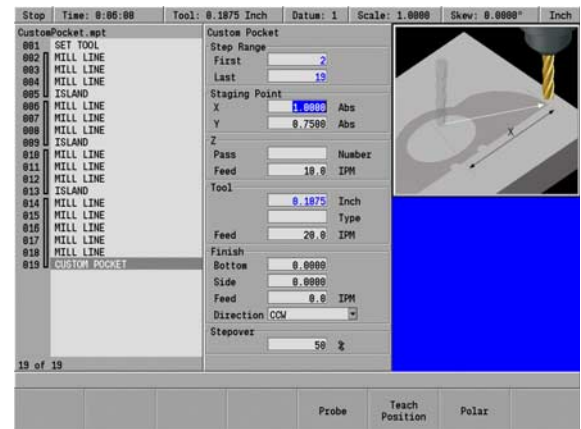 Stop Time: 0:06:08 Tool: 0.1875 Inch Datum: 1 Scale: 1.0000 Skew: 0.0000° Inch
CustomPocket.mpt
001 SET TOOL
002 MILL LINE
003 MILL LINE
004 MILL LINE
005 ISLAND
006 MILL LINE
007 MILL LINE
008 MILL LINE
009 ISLAND
010 MILL LINE
011 MILL LINE
012 MILL LINE
013 ISLAND
014 MILL LINE
015 MILL LINE
016 MILL LINE
017 MILL LINE
018 MILL LINE
019 CUSTOM POCKET
19 of 19
Custom Pocket
Step Range
First 2
Last 19
Staging Point
X 1.0000 Abs
Y 0.7500 Abs
Z
Pass Number
Feed 10.0 IPM
Tool
0.1875 Inch
Type
Feed 20.0 IPM
Finish
Bottom 0.0000
Side 0.0000
Feed 0.0 IPM
Direction CCW
Stepover
50 %
X
Probe
Teach Position
Polar